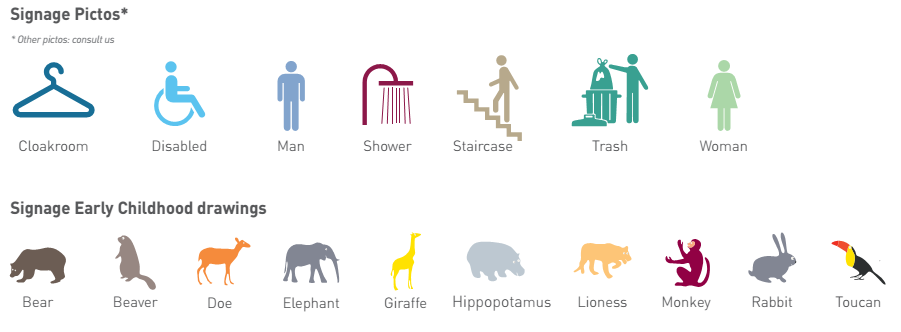 Signage Pictos*
* Other pictos: consult us
Cloakroom Disabled Man Shower Staircase Trash Woman
Signage Early Childhood drawings
Bear Beaver Doe Elephant Giraffe Hippopotamus Lioness Monkey Rabbit Toucan